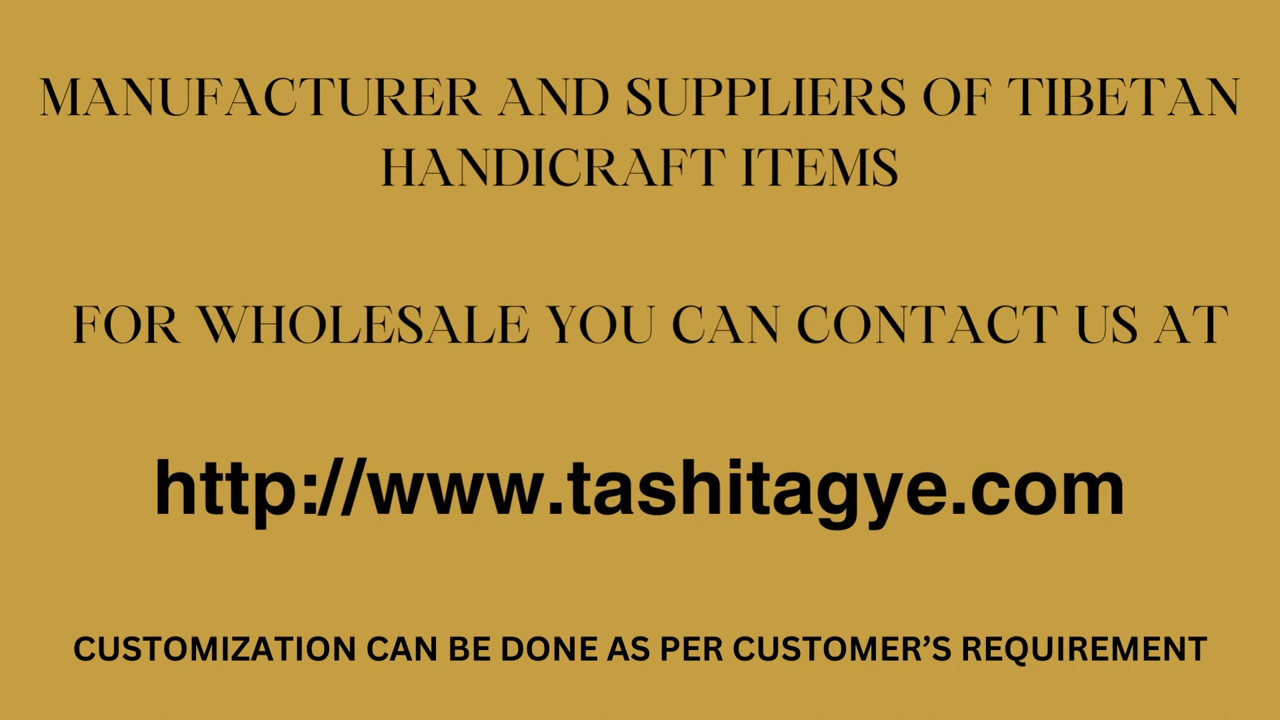 MANUFACTURER AND SUPPLIERS OF TIBETAN
HANDICRAFT ITEMS
FOR WHOLESALE YOU CAN CONTACT US AT
http://www.tashitagye.com
CUSTOMIZATION CAN BE DONE AS PER CUSTOMER’S REQUIREMENT